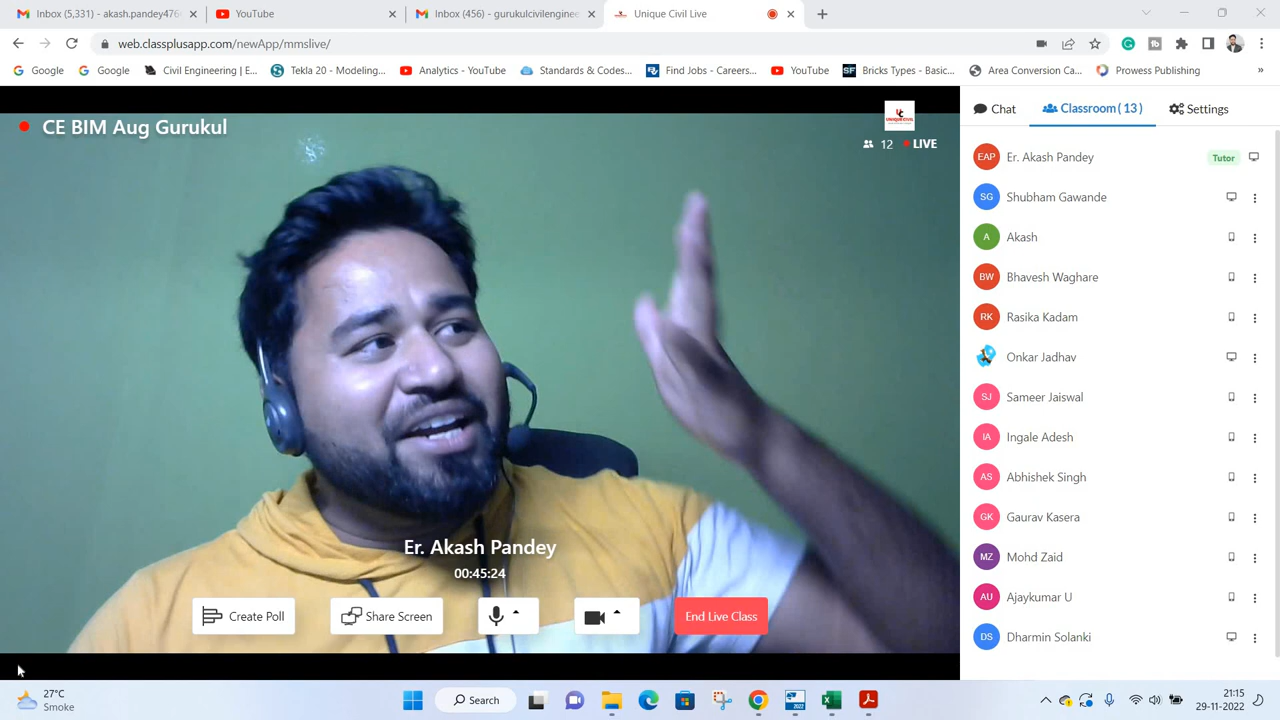 Inbox (5,331) - akash.pandey476
YouTube
Inbox (456) - gurukulcivilenginee
Unique Civil Live
web.classplusapp.com/newApp/mmslive/
Google
Google
Civil Engineering | E...
Tekla 20 - Modeling...
Analytics - YouTube
Standards & Codes...
Find Jobs - Careers...
YouTube
Bricks Types - Basic...
Area Conversion Ca...
Prowess Publishing
»
CE BIM Aug Gurukul
UNIQUE CIVIL
12 LIVE
Chat
Classroom ( 13 )
Settings
EAP Er. Akash Pandey Tutor
SG Shubham Gawande
A Akash
BW Bhavesh Waghare
RK Rasika Kadam
Onkar Jadhav
SJ Sameer Jaiswal
IA Ingale Adesh
AS Abhishek Singh
GK Gaurav Kasera
MZ Mohd Zaid
AU Ajaykumar U
DS Dharmin Solanki
Er. Akash Pandey
00:45:24
Create Poll
Share Screen
End Live Class
27°C
Smoke
Search
2022
21:15
29-11-2022